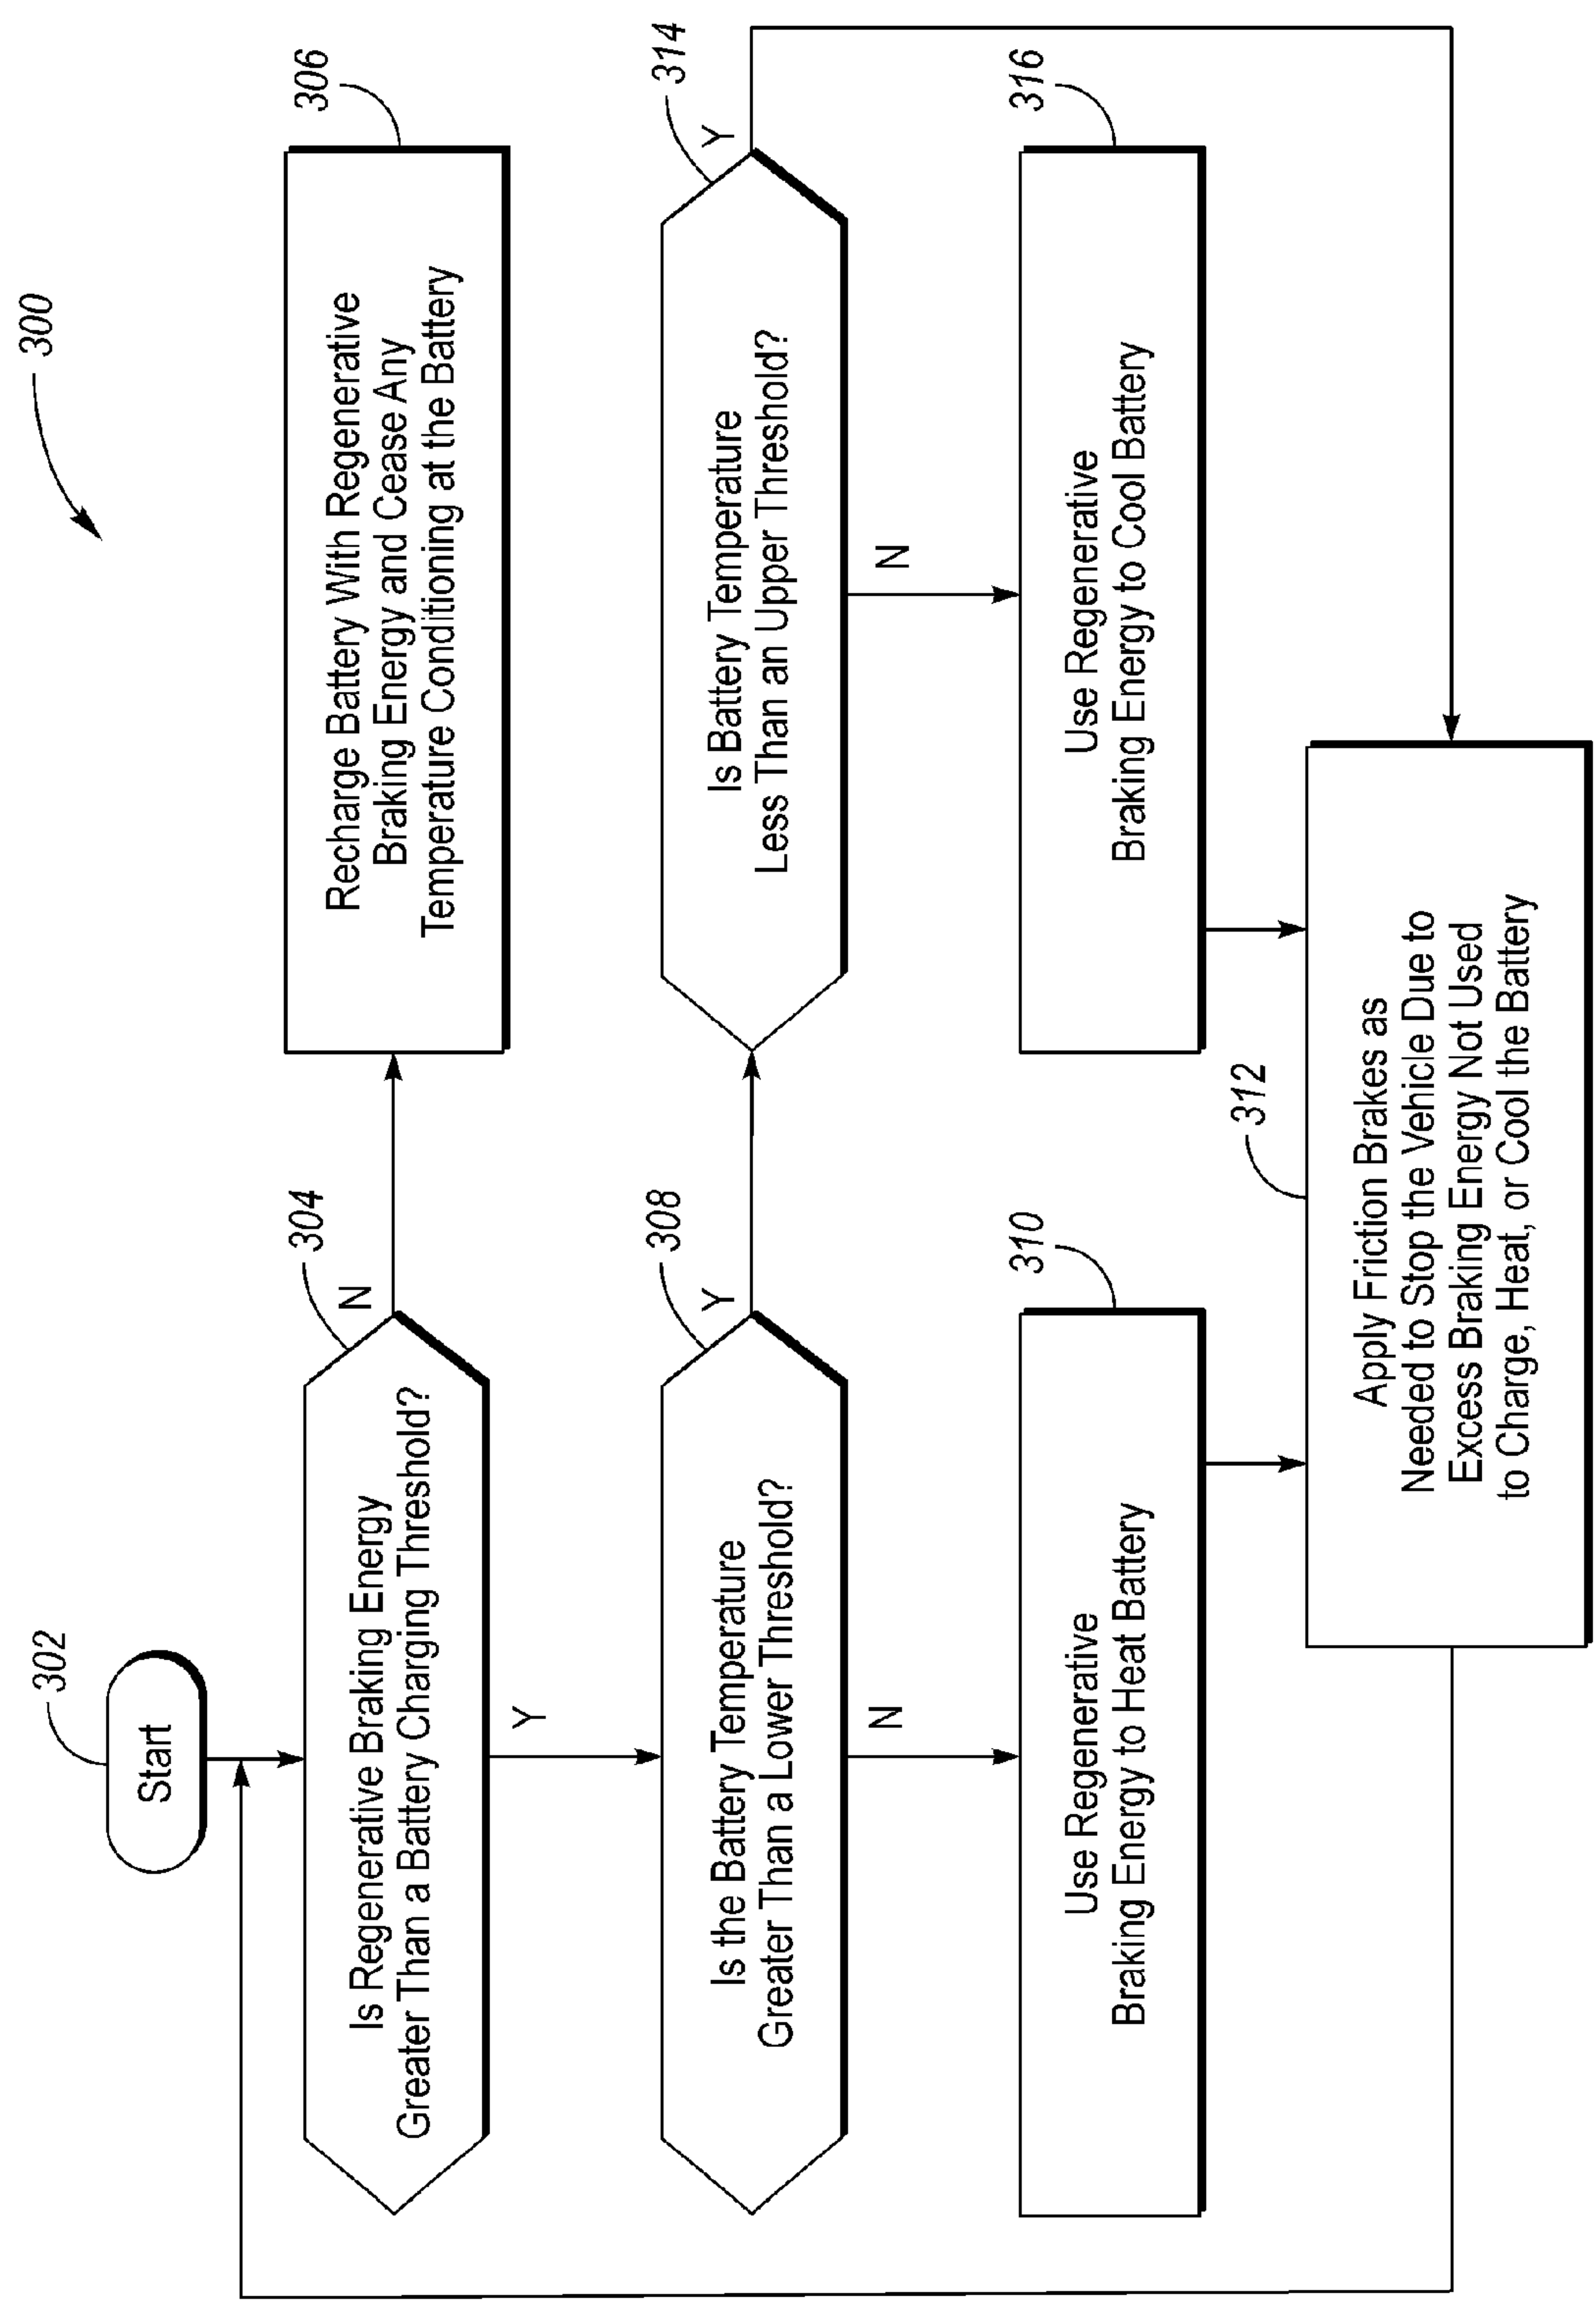 300
302
Start
304
Is Regenerative Braking Energy
Greater Than a Battery Charging Threshold?
N
Y
306
Recharge Battery With Regenerative
Braking Energy and Cease Any
Temperature Conditioning at the Battery
308
Is the Battery Temperature
Greater Than a Lower Threshold?
Y
N
314
Is Battery Temperature
Less Than an Upper Threshold?
Y
N
310
Use Regenerative
Braking Energy to Heat Battery
316
Use Regenerative
Braking Energy to Cool Battery
312
Apply Friction Brakes as
Needed to Stop the Vehicle Due to
Excess Braking Energy Not Used
to Charge, Heat, or Cool the Battery